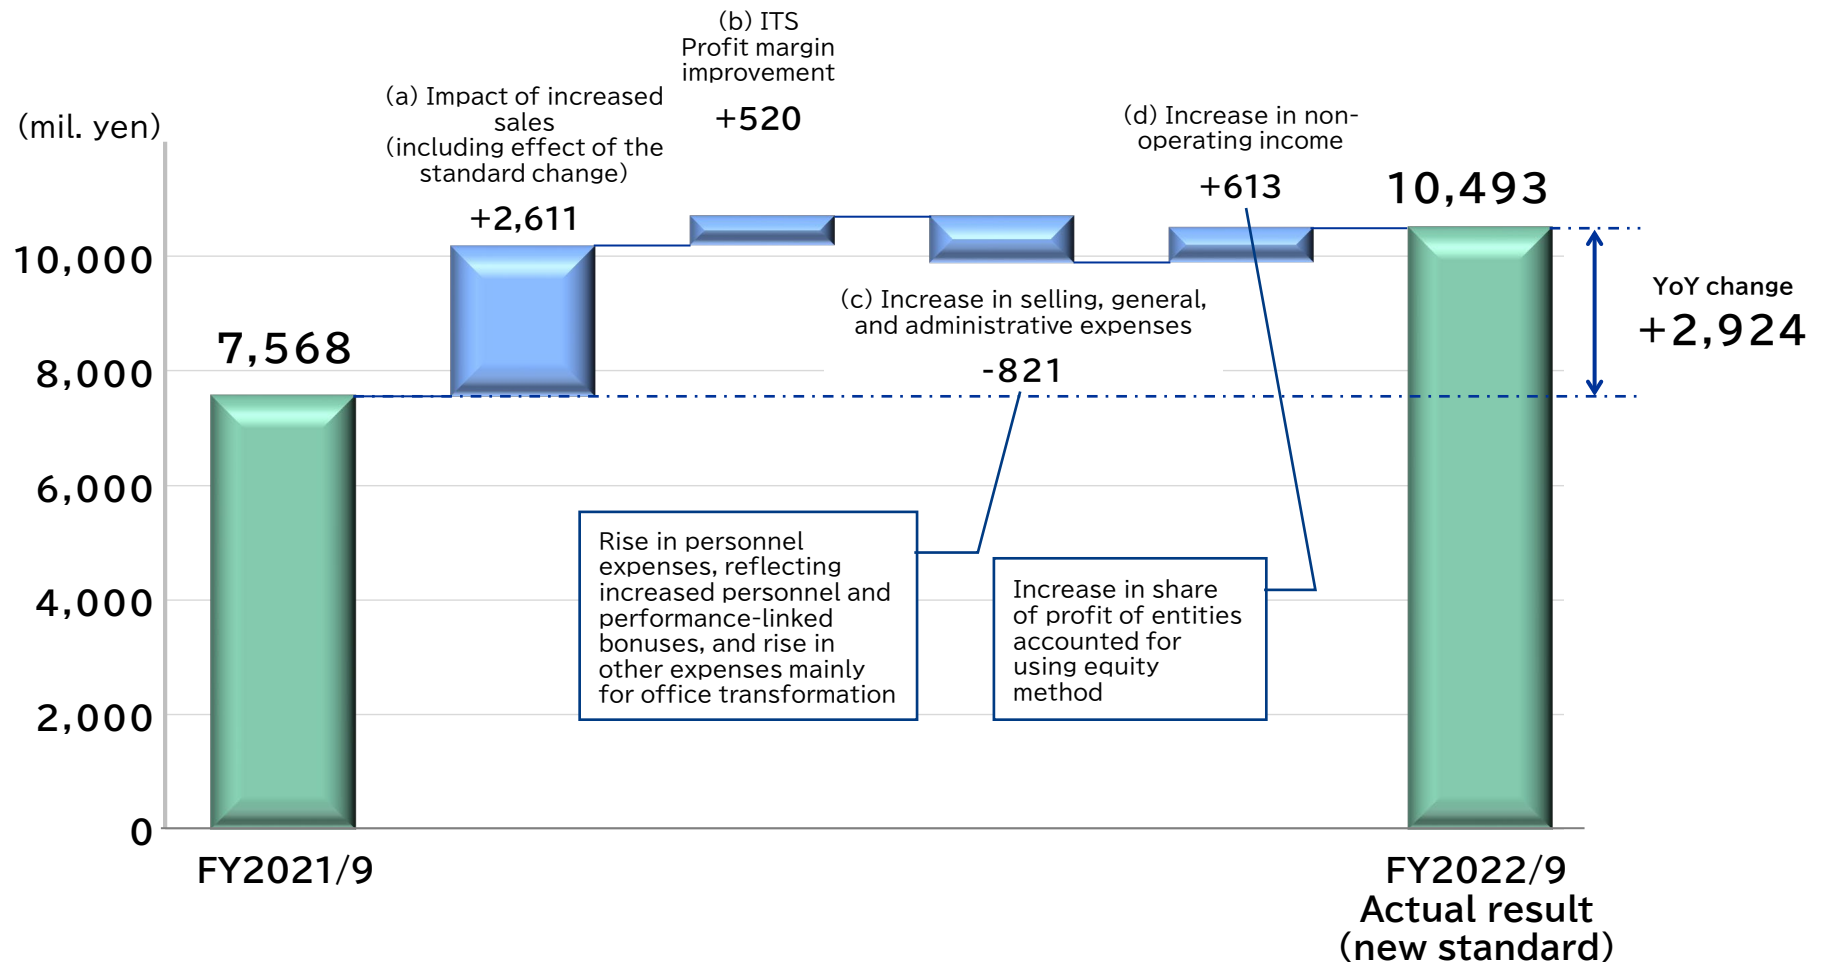 (b) ITS
Profit margin
improvement
+520
(a) Impact of increased
sales
(including effect of the
standard change)
+2,611
(d) Increase in non-
operating income
+613
(mil. yen)
10,493
10,000
YoY change
+2,924
(c) Increase in selling, general,
and administrative expenses
-821
7,568
8,000
6,000
Rise in personnel
expenses, reflecting
increased personnel and
performance-linked
bonuses, and rise in
other expenses mainly
for office transformation
Increase in share
of profit of entities
accounted for
using equity
method
4,000
2,000
0
FY2021/9
FY2022/9
Actual result
(new standard)